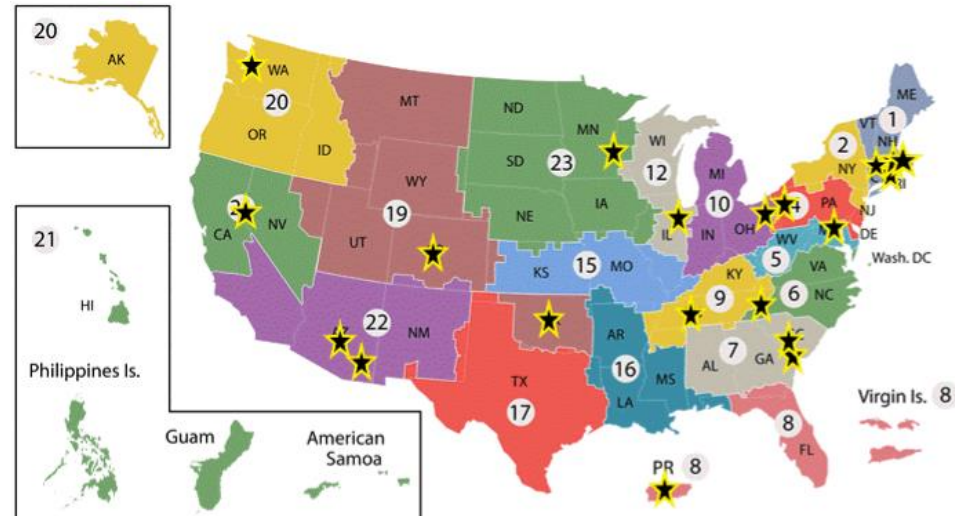 20
AK
WA
20
OR
ID
MT
WY
19
UT
ND
MN
SD
23
NE
IA
WI
12
IL
MI
10
IN
OH
ME
1
VT
NH
2
NY
RI
PA
NJ
DE
Wash. DC
WV
5
VA
6
NC
KY
9
KS
15
MO
CA
NV
22
NM
AR
16
MS
LA
7
AL
GA
TX
17
8
FL
PR 8
Virgin Is. 8
21
HI
Philippines Is.
Guam
American
Samoa